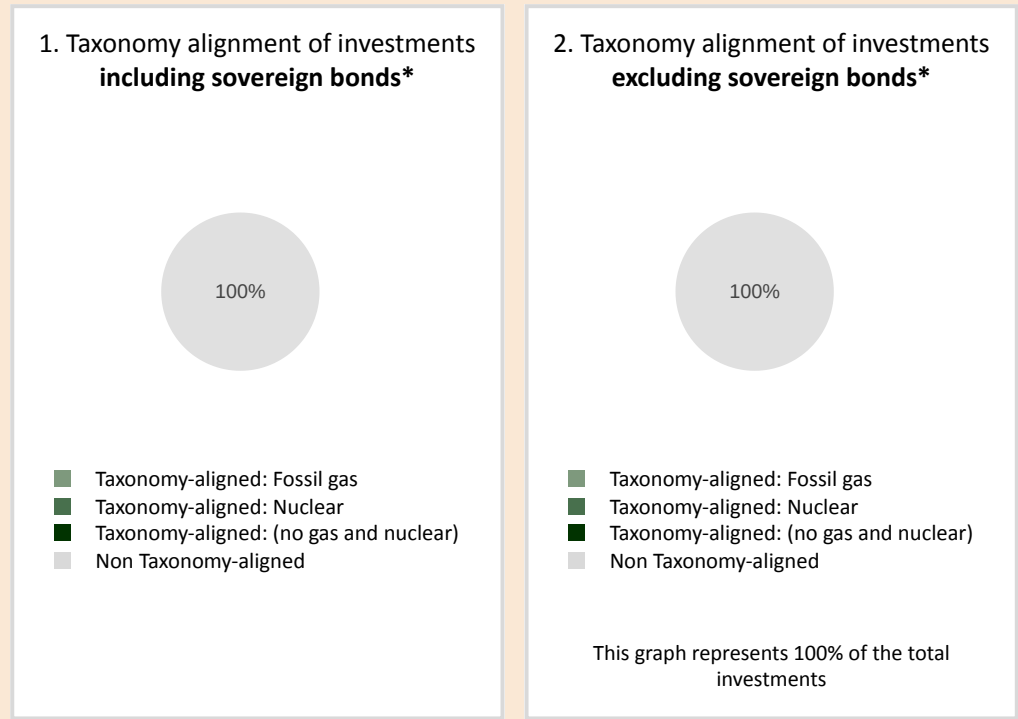 1. Taxonomy alignment of investments
including sovereign bonds*
100%
Taxonomy-aligned: Fossil gas
Taxonomy-aligned: Nuclear
Taxonomy-aligned: (no gas and nuclear)
Non Taxonomy-aligned
2. Taxonomy alignment of investments
excluding sovereign bonds*
100%
Taxonomy-aligned: Fossil gas
Taxonomy-aligned: Nuclear
Taxonomy-aligned: (no gas and nuclear)
Non Taxonomy-aligned
This graph represents 100% of the total
investments